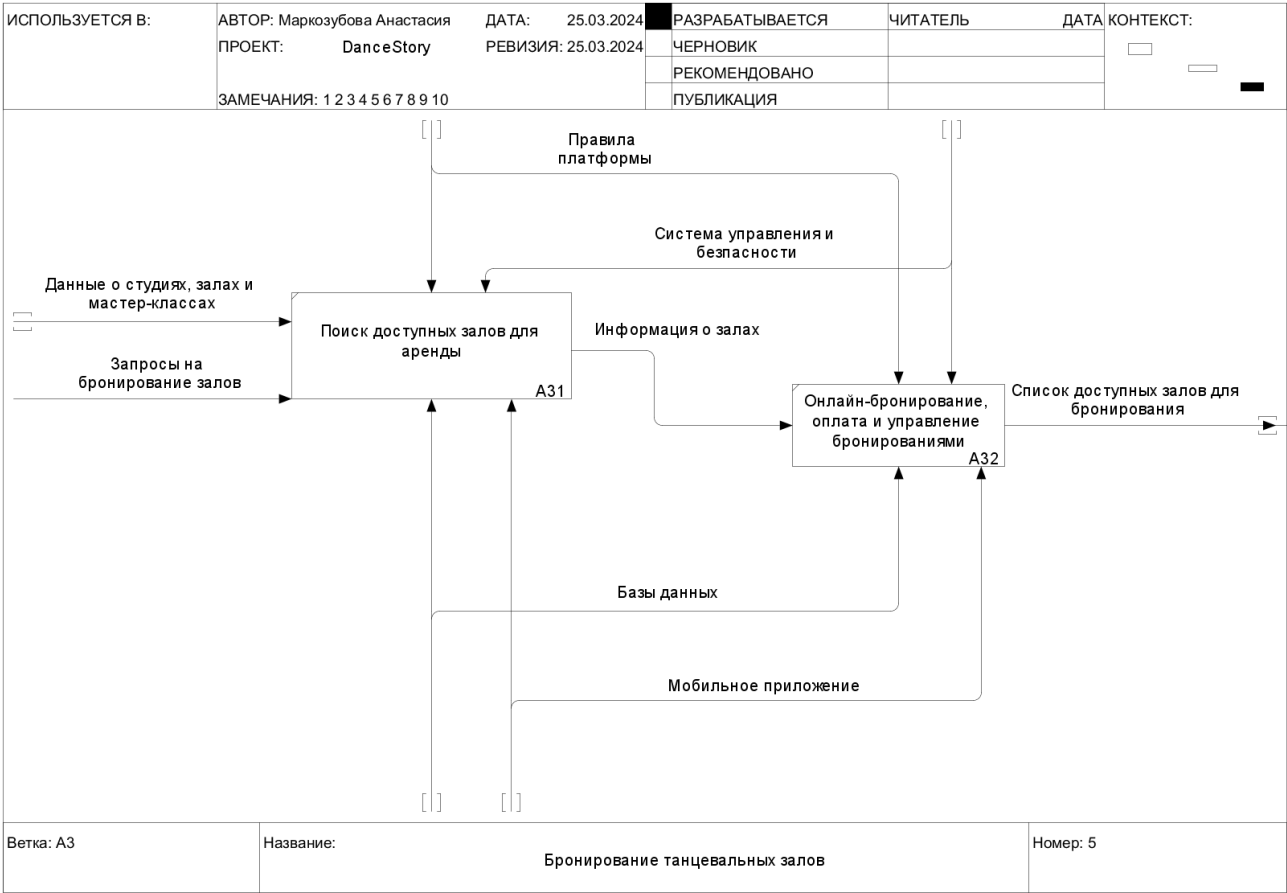 ИСПОЛЬЗУЕТСЯ В:
АВТОР: Маркозубова Анастасия
ДАТА: 25.03.2024
РАЗРАБАТЫВАЕТСЯ
ЧИТАТЕЛЬ
ДАТА
КОНТЕКСТ:
ПРОЕКТ: DanceStory
РЕВИЗИЯ: 25.03.2024
ЧЕРНОВИК
РЕКОМЕНДОВАНО
ЗАМЕЧАНИЯ: 1 2 3 4 5 6 7 8 9 10
ПУБЛИКАЦИЯ
Правила
платформы
Система управления и
безпасности
Данные о студиях, залах и
мастер-классах
Запросы на
бронирование залов
Поиск доступных залов для
аренды
A31
Информация о залах
Онлайн-бронирование,
оплата и управление
бронированиями
A32
Список доступных залов для
бронирования
Базы данных
Мобильное приложение
Ветка: A3
Название:
Бронирование танцевальных залов
Номер: 5